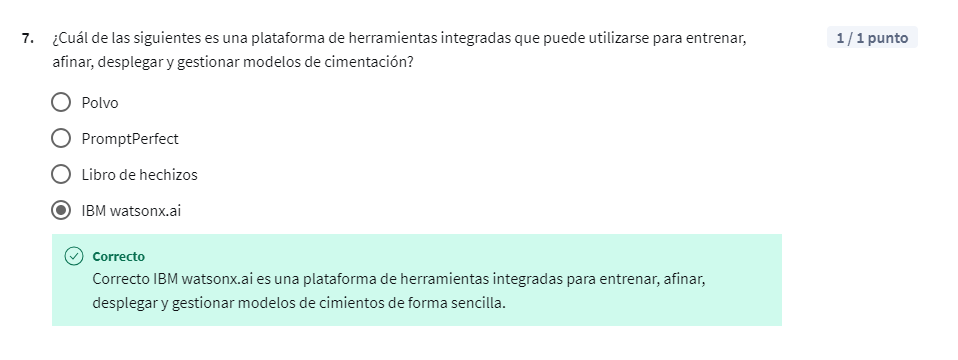 7. ¿Cuál de las siguientes es una plataforma de herramientas integradas que puede utilizarse para entrenar, 1 / 1 punto
afinar, desplegar y gestionar modelos de cimentación?
Polvo
PromptPerfect
Libro de hechizos
IBM watsonx.ai
Correcto
Correcto IBM watsonx.ai es una plataforma de herramientas integradas para entrenar, afinar,
desplegar y gestionar modelos de cimientos de forma sencilla.